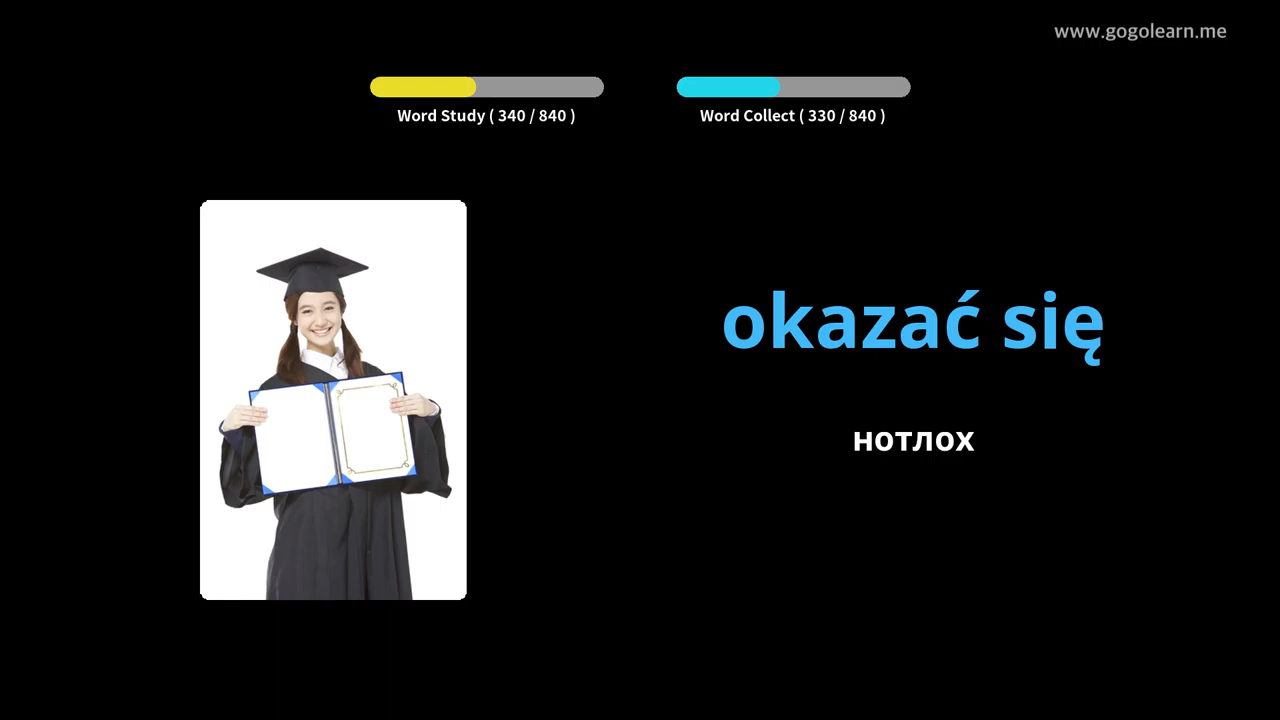 www.gogolearn.me
Word Study ( 340 / 840 )
Word Collect ( 330 / 840 )
okazać się
нотлох